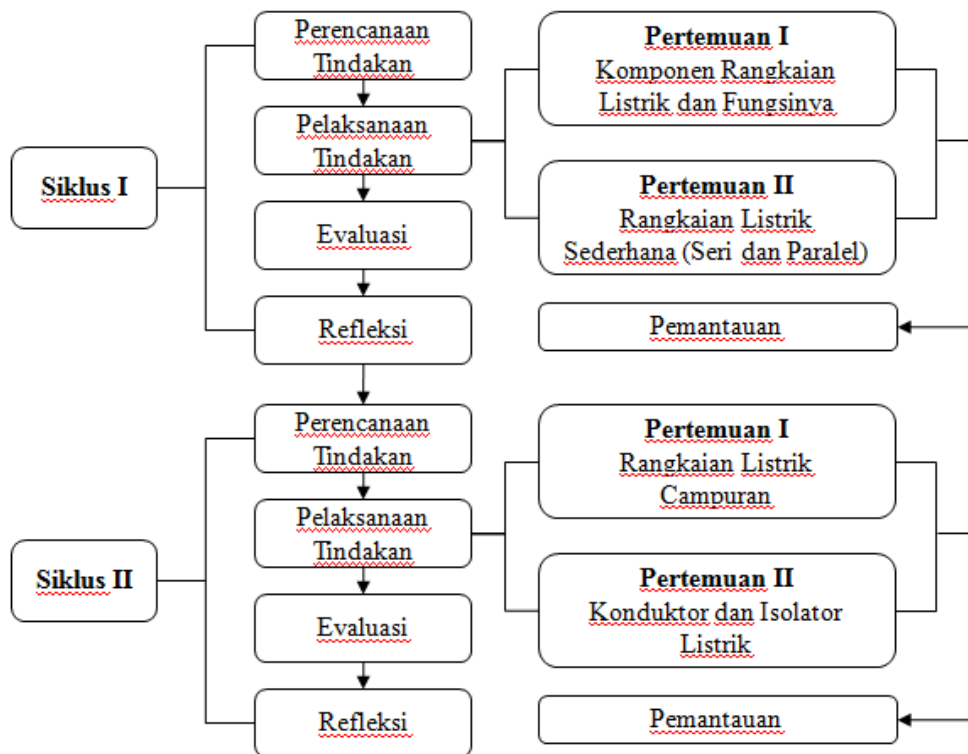 Siklus I
Perencanaan
Tindakan
Pelaksanaan
Tindakan
Evaluasi
Refleksi
Pertemuan I
Komponen Rangkaian
Listrik dan Fungsinya
Pertemuan II
Rangkaian Listrik
Sederhana (Seri dan Paralel)
Pemantauan
Siklus II
Perencanaan
Tindakan
Pelaksanaan
Tindakan
Evaluasi
Refleksi
Pertemuan I
Rangkaian Listrik
Campuran
Pertemuan II
Konduktor dan Isolator
Listrik
Pemantauan